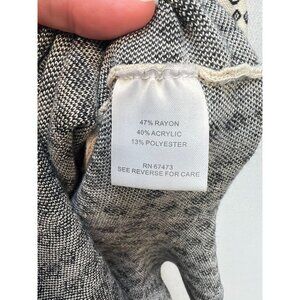 47% RAYON
40% ACRYLIC
13% POLYESTER
RN 67473
SEE REVERSE FOR CARE